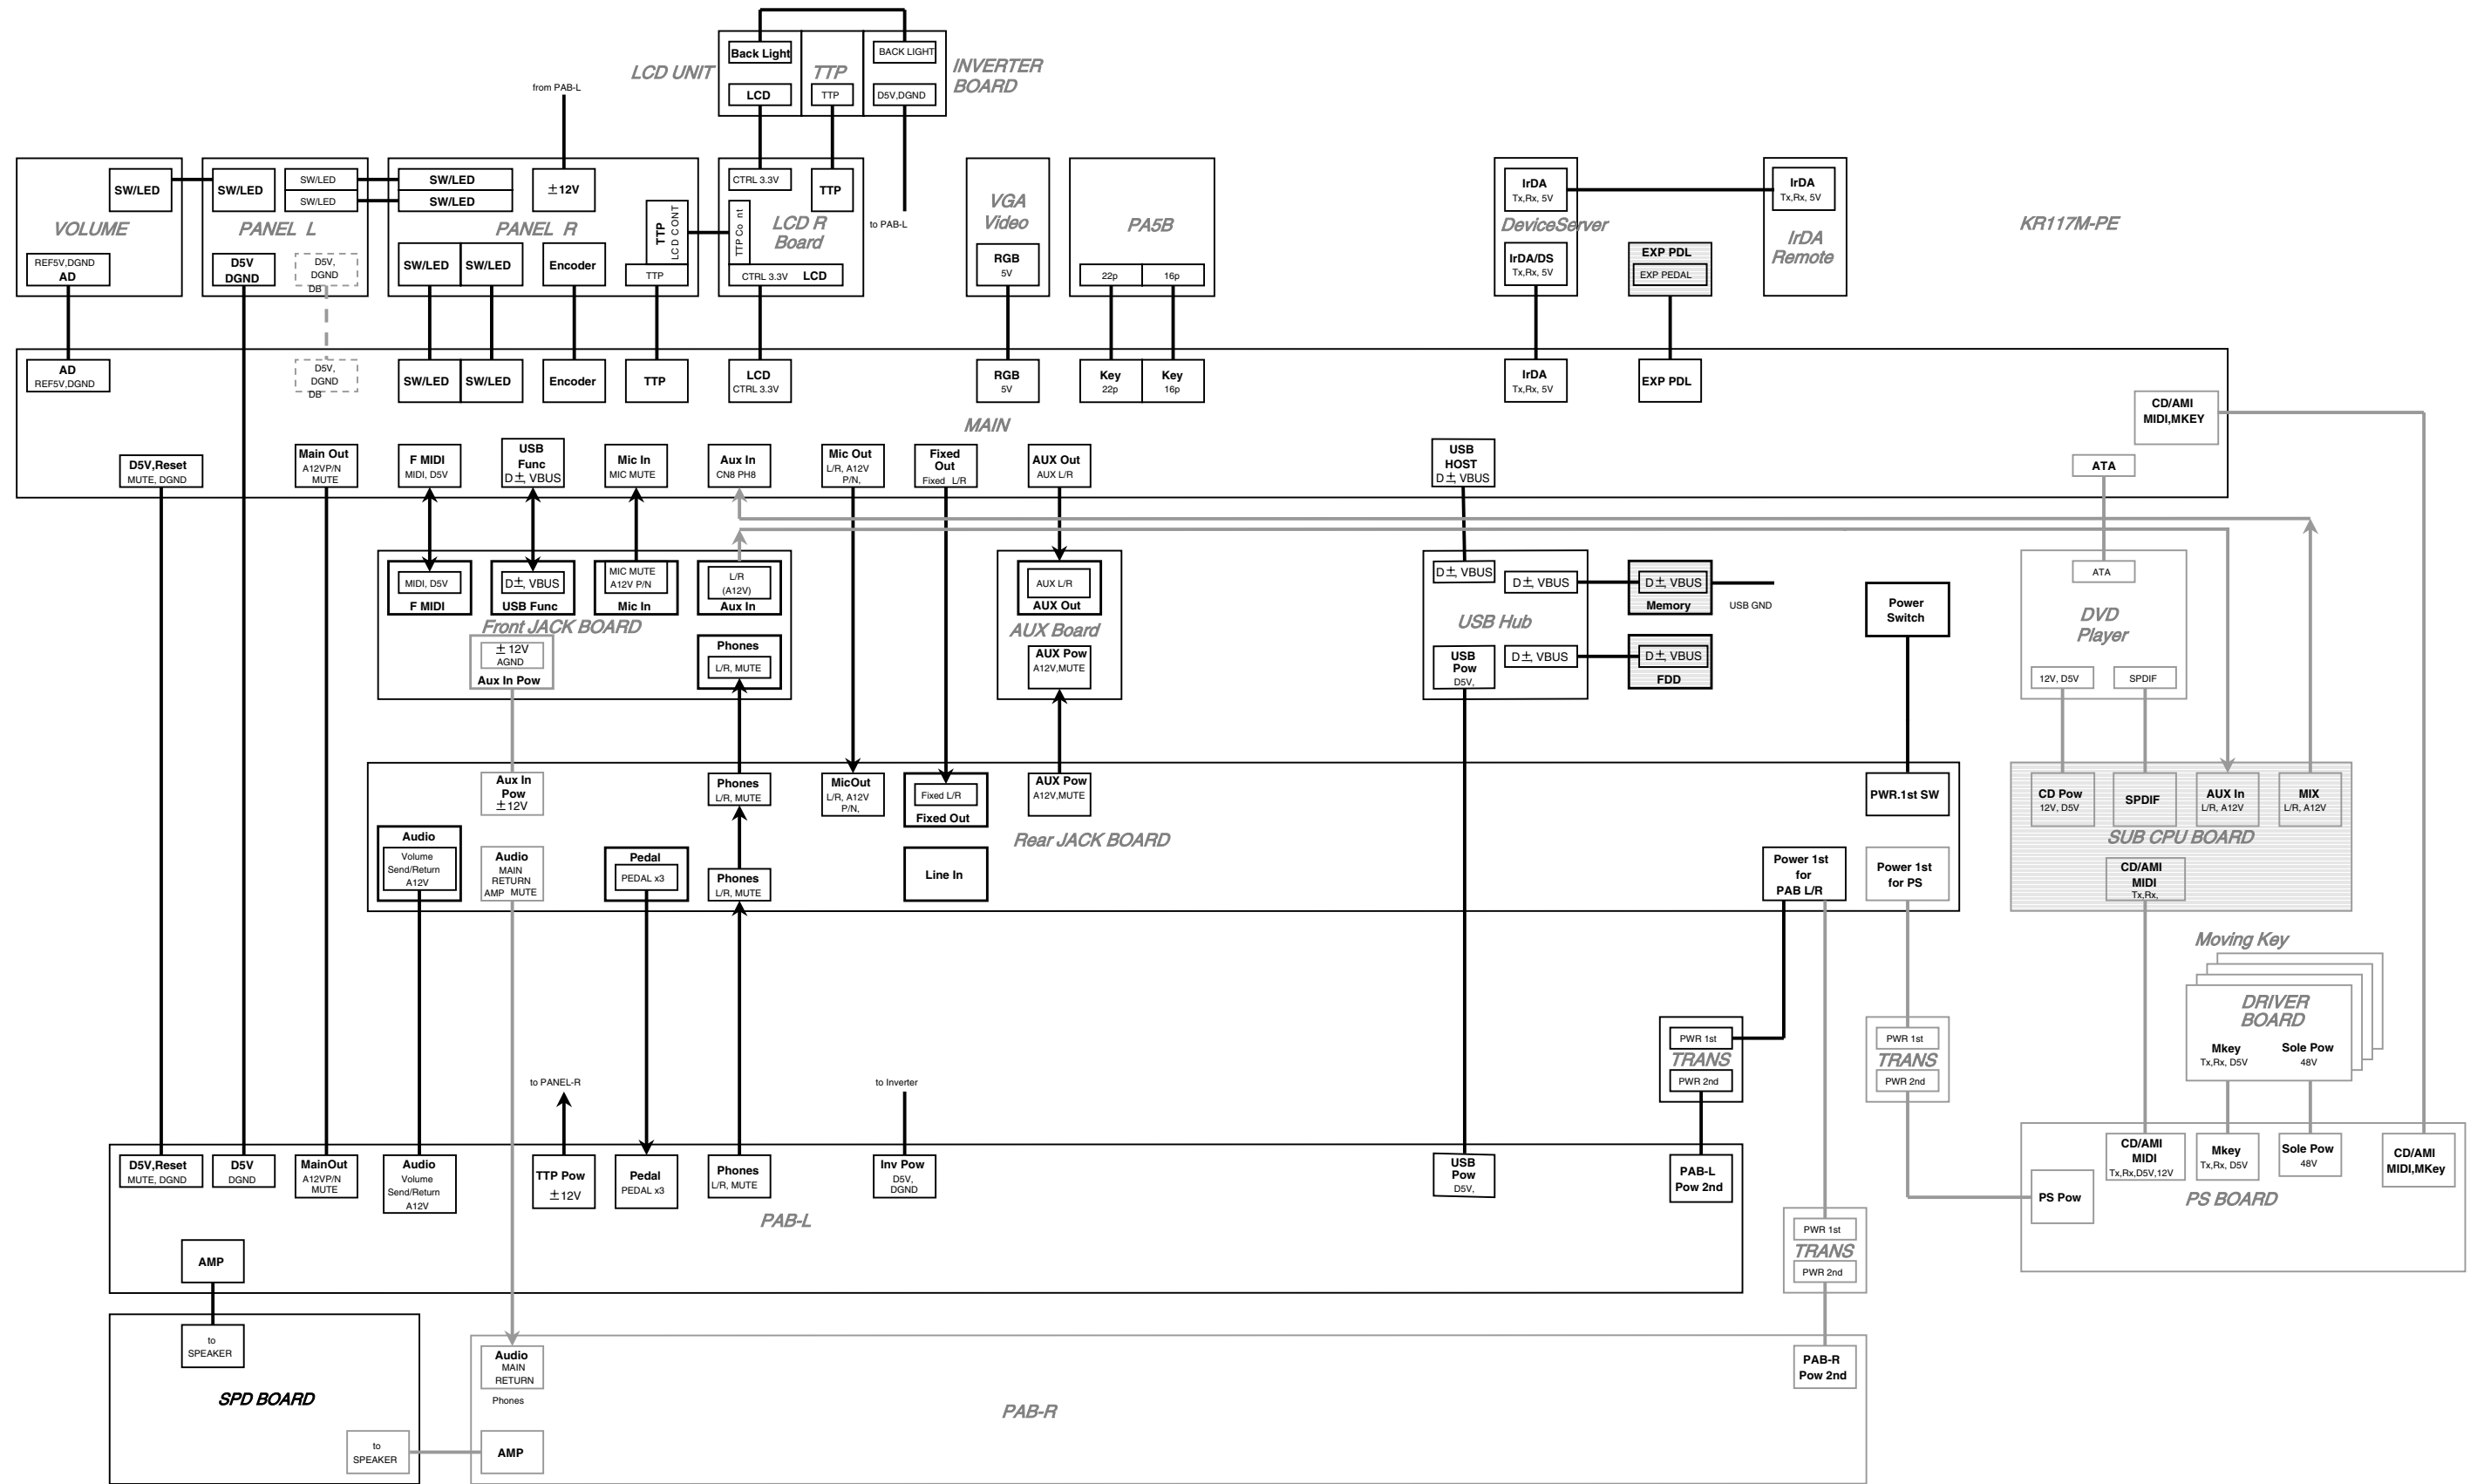 Back Light
BACK LIGHT
LCD UNIT
TTP
INVERTER
BOARD
LCD
TTP
D5V,DGND
from PAB-L
to PAB-L
SW/LED
SW/LED
SW/LED
SW/LED
SW/LED
SW/LED
±12V
CTRL 3.3V
TTP
VOLUME
PANEL L
PANEL R
TTP
LCD CONT
TTP Co nt
LCD R
Board
VGA
Video
PA5B
IrDA
Tx,Rx, 5V
DeviceServer
IrDA
Tx,Rx, 5V
IrDA
Remote
KR117M-PE
REF5V,DGND
AD
D5V
DGND
D5V,
DGND
DB
SW/LED
SW/LED
Encoder
TTP
CTRL 3.3V LCD
RGB
5V
22p
16p
IrDA/DS
Tx,Rx, 5V
EXP PDL
EXP PEDAL
AD
REF5V,DGND
D5V,
DGND
DB
SW/LED
SW/LED
Encoder
TTP
LCD
CTRL 3.3V
RGB
5V
Key
22p
Key
16p
IrDA
Tx,Rx, 5V
EXP PDL
CD/AMI
MIDI,MKEY
MAIN
D5V,Reset
MUTE, DGND
Main Out
A12VP/N
MUTE
F MIDI
MIDI, D5V
USB
Func
D±, VBUS
Mic In
MIC MUTE
Aux In
CN8 PH8
Mic Out
L/R, A12V
P/N,
Fixed
Out
Fixed L/R
AUX Out
AUX L/R
USB
HOST
D±, VBUS
ATA
MIDI, D5V
F MIDI
D±, VBUS
USB Func
MIC MUTE
A12V P/N
Mic In
L/R
(A12V)
Aux In
Front JACK BOARD
±12V
AGND
Aux In Pow
Phones
L/R, MUTE
AUX L/R
AUX Out
AUX Board
AUX Pow
A12V,MUTE
D±, VBUS
D±, VBUS
D±, VBUS
Memory
USB GND
USB Hub
USB
Pow
D5V,
D±, VBUS
D±, VBUS
FDD
Power
Switch
ATA
DVD
Player
12V, D5V
SPDIF
Aux In
Pow
±12V
Phones
L/R, MUTE
MicOut
L/R, A12V
P/N,
Fixed L/R
Fixed Out
AUX Pow
A12V,MUTE
PWR.1st SW
CD Pow
12V, D5V
SPDIF
AUX In
L/R, A12V
MIX
L/R, A12V
Rear JACK BOARD
SUB CPU BOARD
Audio
Volume
Send/Return
A12V
Audio
MAIN
RETURN
AMP MUTE
Pedal
PEDAL x3
Phones
L/R, MUTE
Line In
Power 1st
for
PAB L/R
Power 1st
for PS
CD/AMI
MIDI
Tx,Rx,
Moving Key
DRIVER
BOARD
Mkey
Tx,Rx, D5V
Sole Pow
48V
PWR 1st
TRANS
PWR 2nd
PWR 1st
TRANS
PWR 2nd
to PANEL-R
to Inverter
D5V,Reset
MUTE, DGND
D5V
DGND
MainOut
A12VP/N
MUTE
Audio
Volume
Send/Return
A12V
TTP Pow
±12V
Pedal
PEDAL x3
Phones
L/R, MUTE
Inv Pow
D5V,
DGND
USB
Pow
D5V,
PAB-L
Pow 2nd
CD/AMI
MIDI
Tx,Rx,D5V,12V
Mkey
Tx,Rx, D5V
Sole Pow
48V
CD/AMI
MIDI,MKey
PS Pow
PS BOARD
PAB-L
PWR 1st
TRANS
PWR 2nd
AMP
to
SPEAKER
Audio
MAIN
RETURN
Phones
PAB-R
Pow 2nd
SPD BOARD
PAB-R
to
SPEAKER
AMP